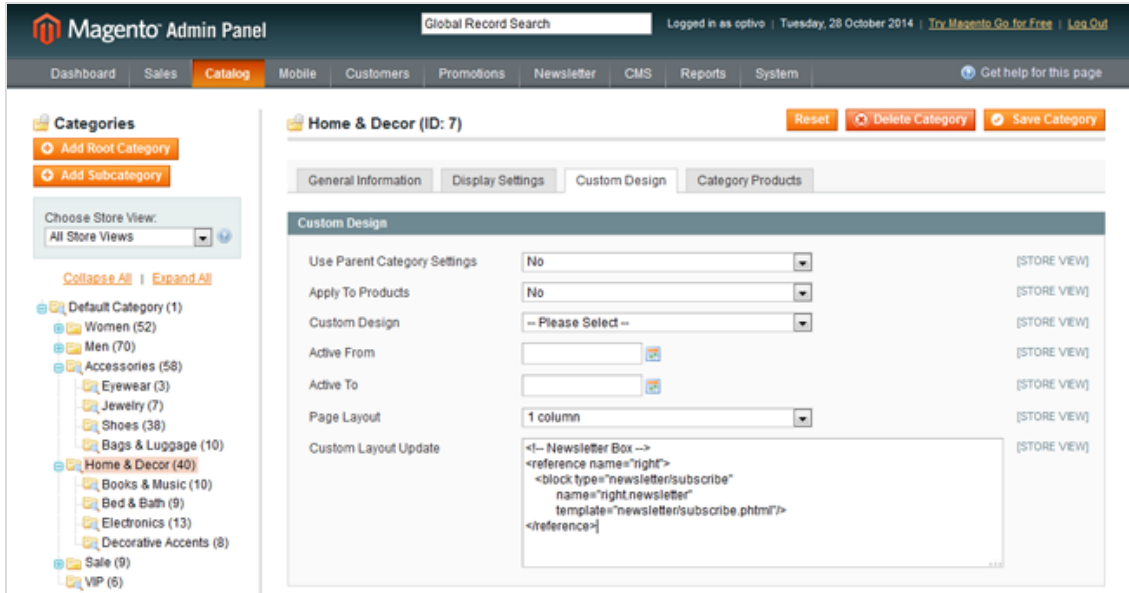 Magento Admin Panel
Global Record Search
Logged in as optivo | Tuesday, 28 October 2014 | Try Magento Go for Free | Log Out
Dashboard Sales Catalog Mobile Customers Promotions Newsletter CMS Reports System Get help for this page
Categories
Add Root Category
Add Subcategory
Choose Store View:
All Store Views
Collapse All | Expand All
Default Category (1)
Women (52)
Men (70)
Accessories (58)
Eyewear (3)
Jewelry (7)
Shoes (38)
Bags & Luggage (10)
Home & Decor (40)
Books & Music (10)
Bed & Bath (9)
Electronics (13)
Decorative Accents (8)
Sale (9)
VIP (6)
Home & Decor (ID: 7)
Reset Delete Category Save Category
General Information Display Settings Custom Design Category Products
Custom Design
Use Parent Category Settings No [STORE VIEW]
Apply To Products No [STORE VIEW]
Custom Design -- Please Select -- [STORE VIEW]
Active From [STORE VIEW]
Active To [STORE VIEW]
Page Layout 1 column [STORE VIEW]
Custom Layout Update [STORE VIEW]
<!-- Newsletter Box -->
<reference name="right">
<block type="newsletter/subscribe"
name="right.newsletter"
template="newsletter/subscribe.phtml"/>
</reference>